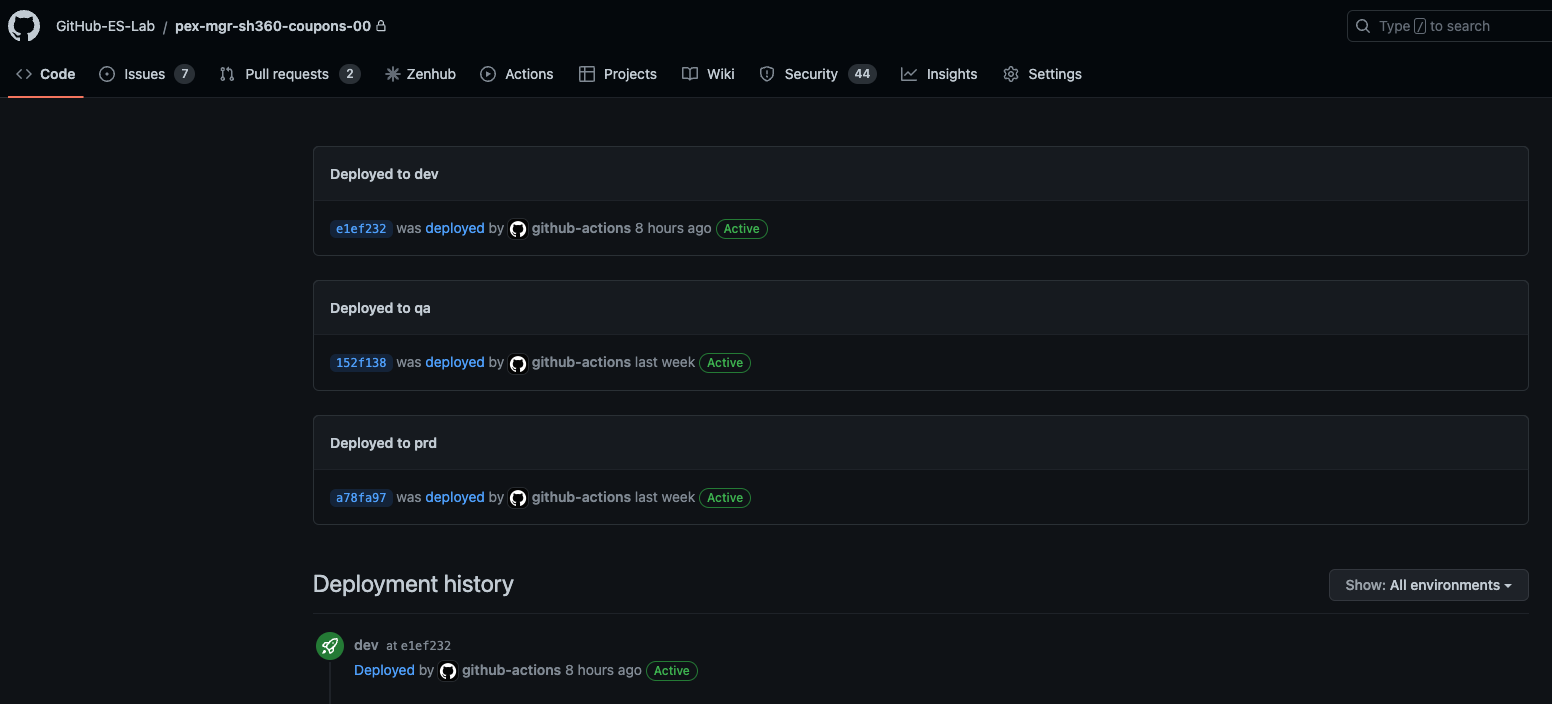 GitHub-ES-Lab / pex-mgr-sh360-coupons-00
Type / to search
Code Issues 7 Pull requests 2 Zenhub Actions Projects Wiki Security 44 Insights Settings
Deployed to dev
e1ef232 was deployed by github-actions 8 hours ago Active
Deployed to qa
152f138 was deployed by github-actions last week Active
Deployed to prd
a78fa97 was deployed by github-actions last week Active
Deployment history
Show: All environments
dev at e1ef232
Deployed by github-actions 8 hours ago Active